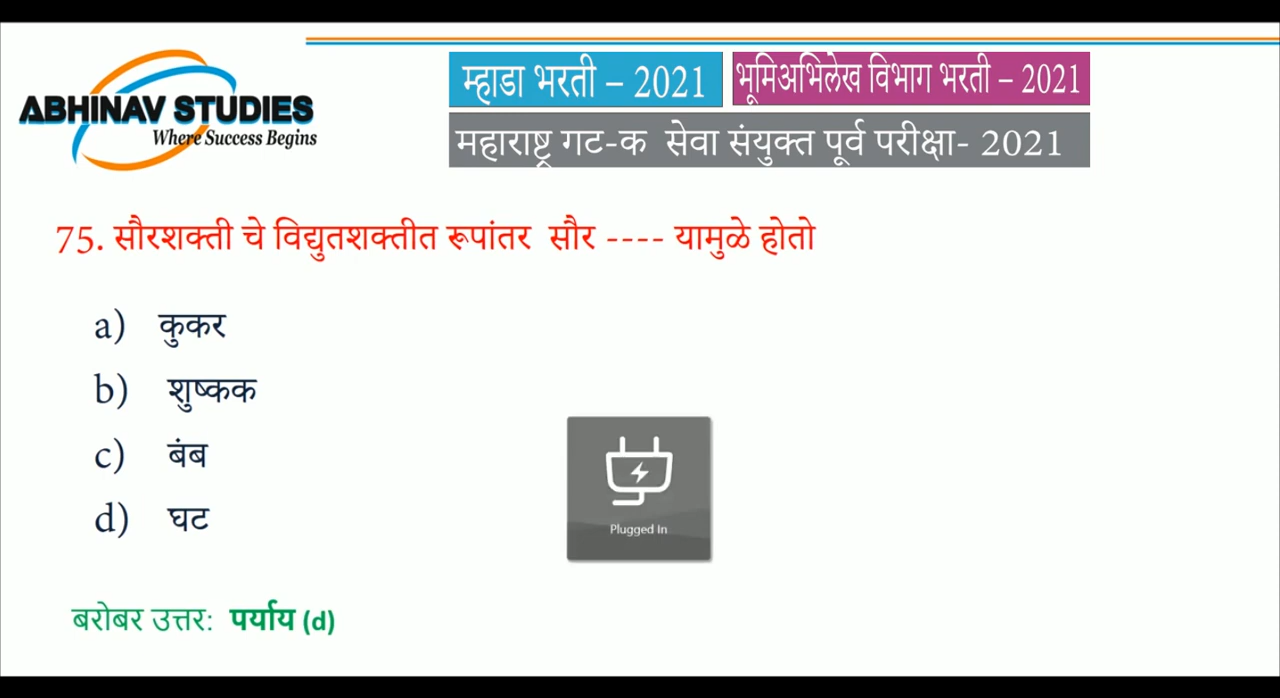 ABHINAV STUDIES
Where Success Begins
म्हाडा भरती – 2021
भूमिअभिलेख विभाग भरती – 2021
महाराष्ट्र गट-क सेवा संयुक्त पूर्व परीक्षा- 2021
75. सौरशक्ती चे विद्युतशक्तीत रूपांतर सौर ---- यामुळे होतो
a) कुकर
b) शुष्कक
c) बंब
d) घट
Plugged In
बरोबर उत्तर: पर्याय (d)